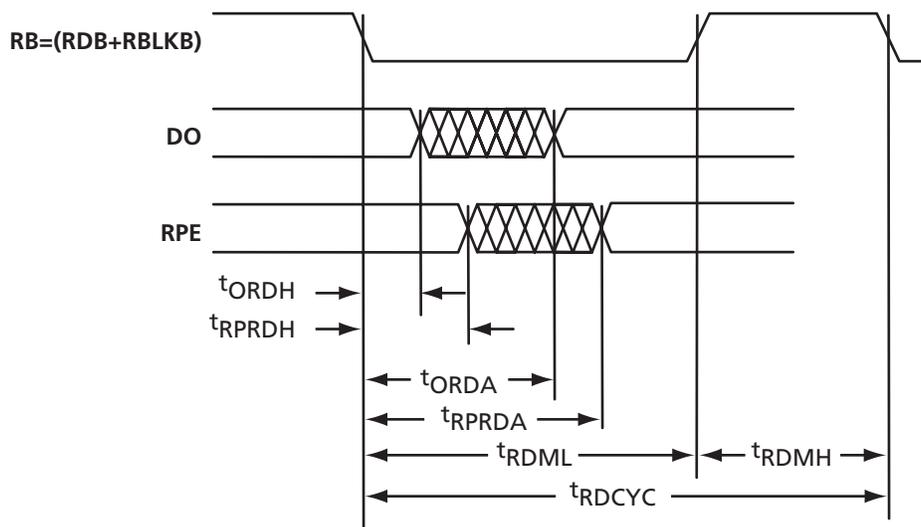 RB=(RDB+RBLKB)
DO
RPE
tORDH
tRPRDH
tORDA
tRPRDA
tRDML
tRDMH
tRDCYC